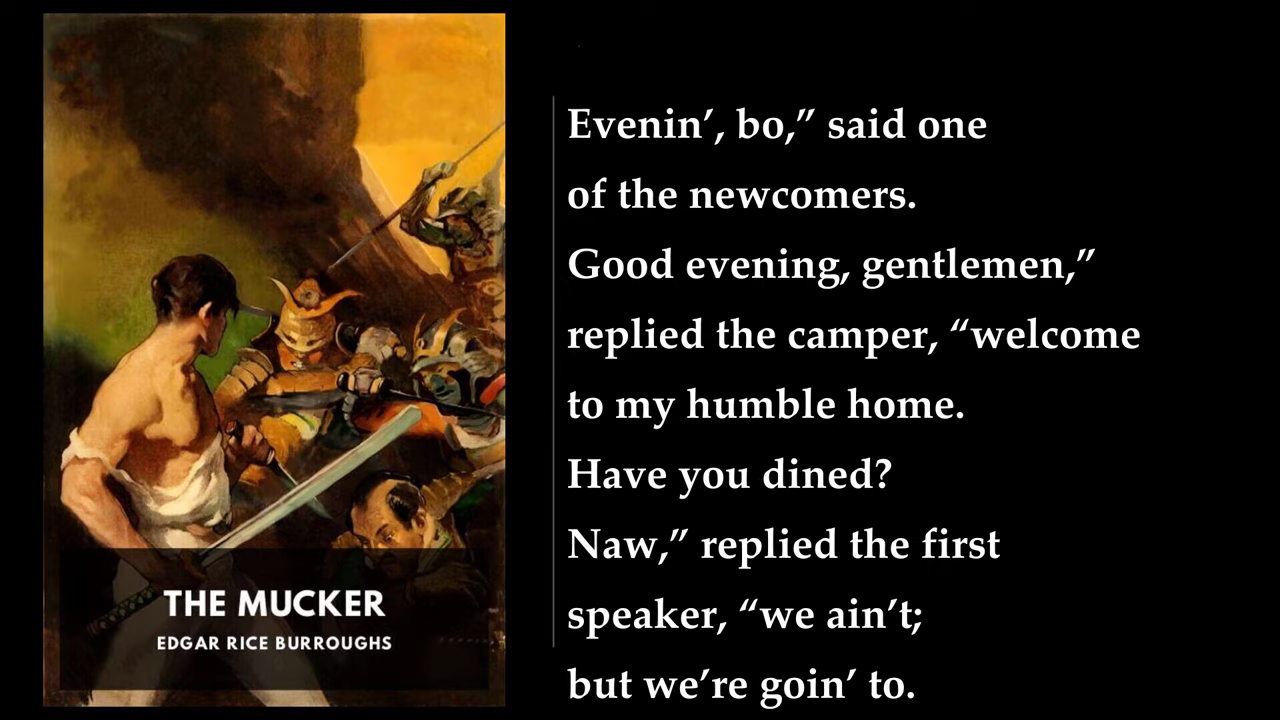 THE MUCKER
EDGAR RICE BURROUGHS
Evenin’, bo,” said one
of the newcomers.
Good evening, gentlemen,”
replied the camper, “welcome
to my humble home.
Have you dined?
Naw,” replied the first
speaker, “we ain’t;
but we’re goin’ to.